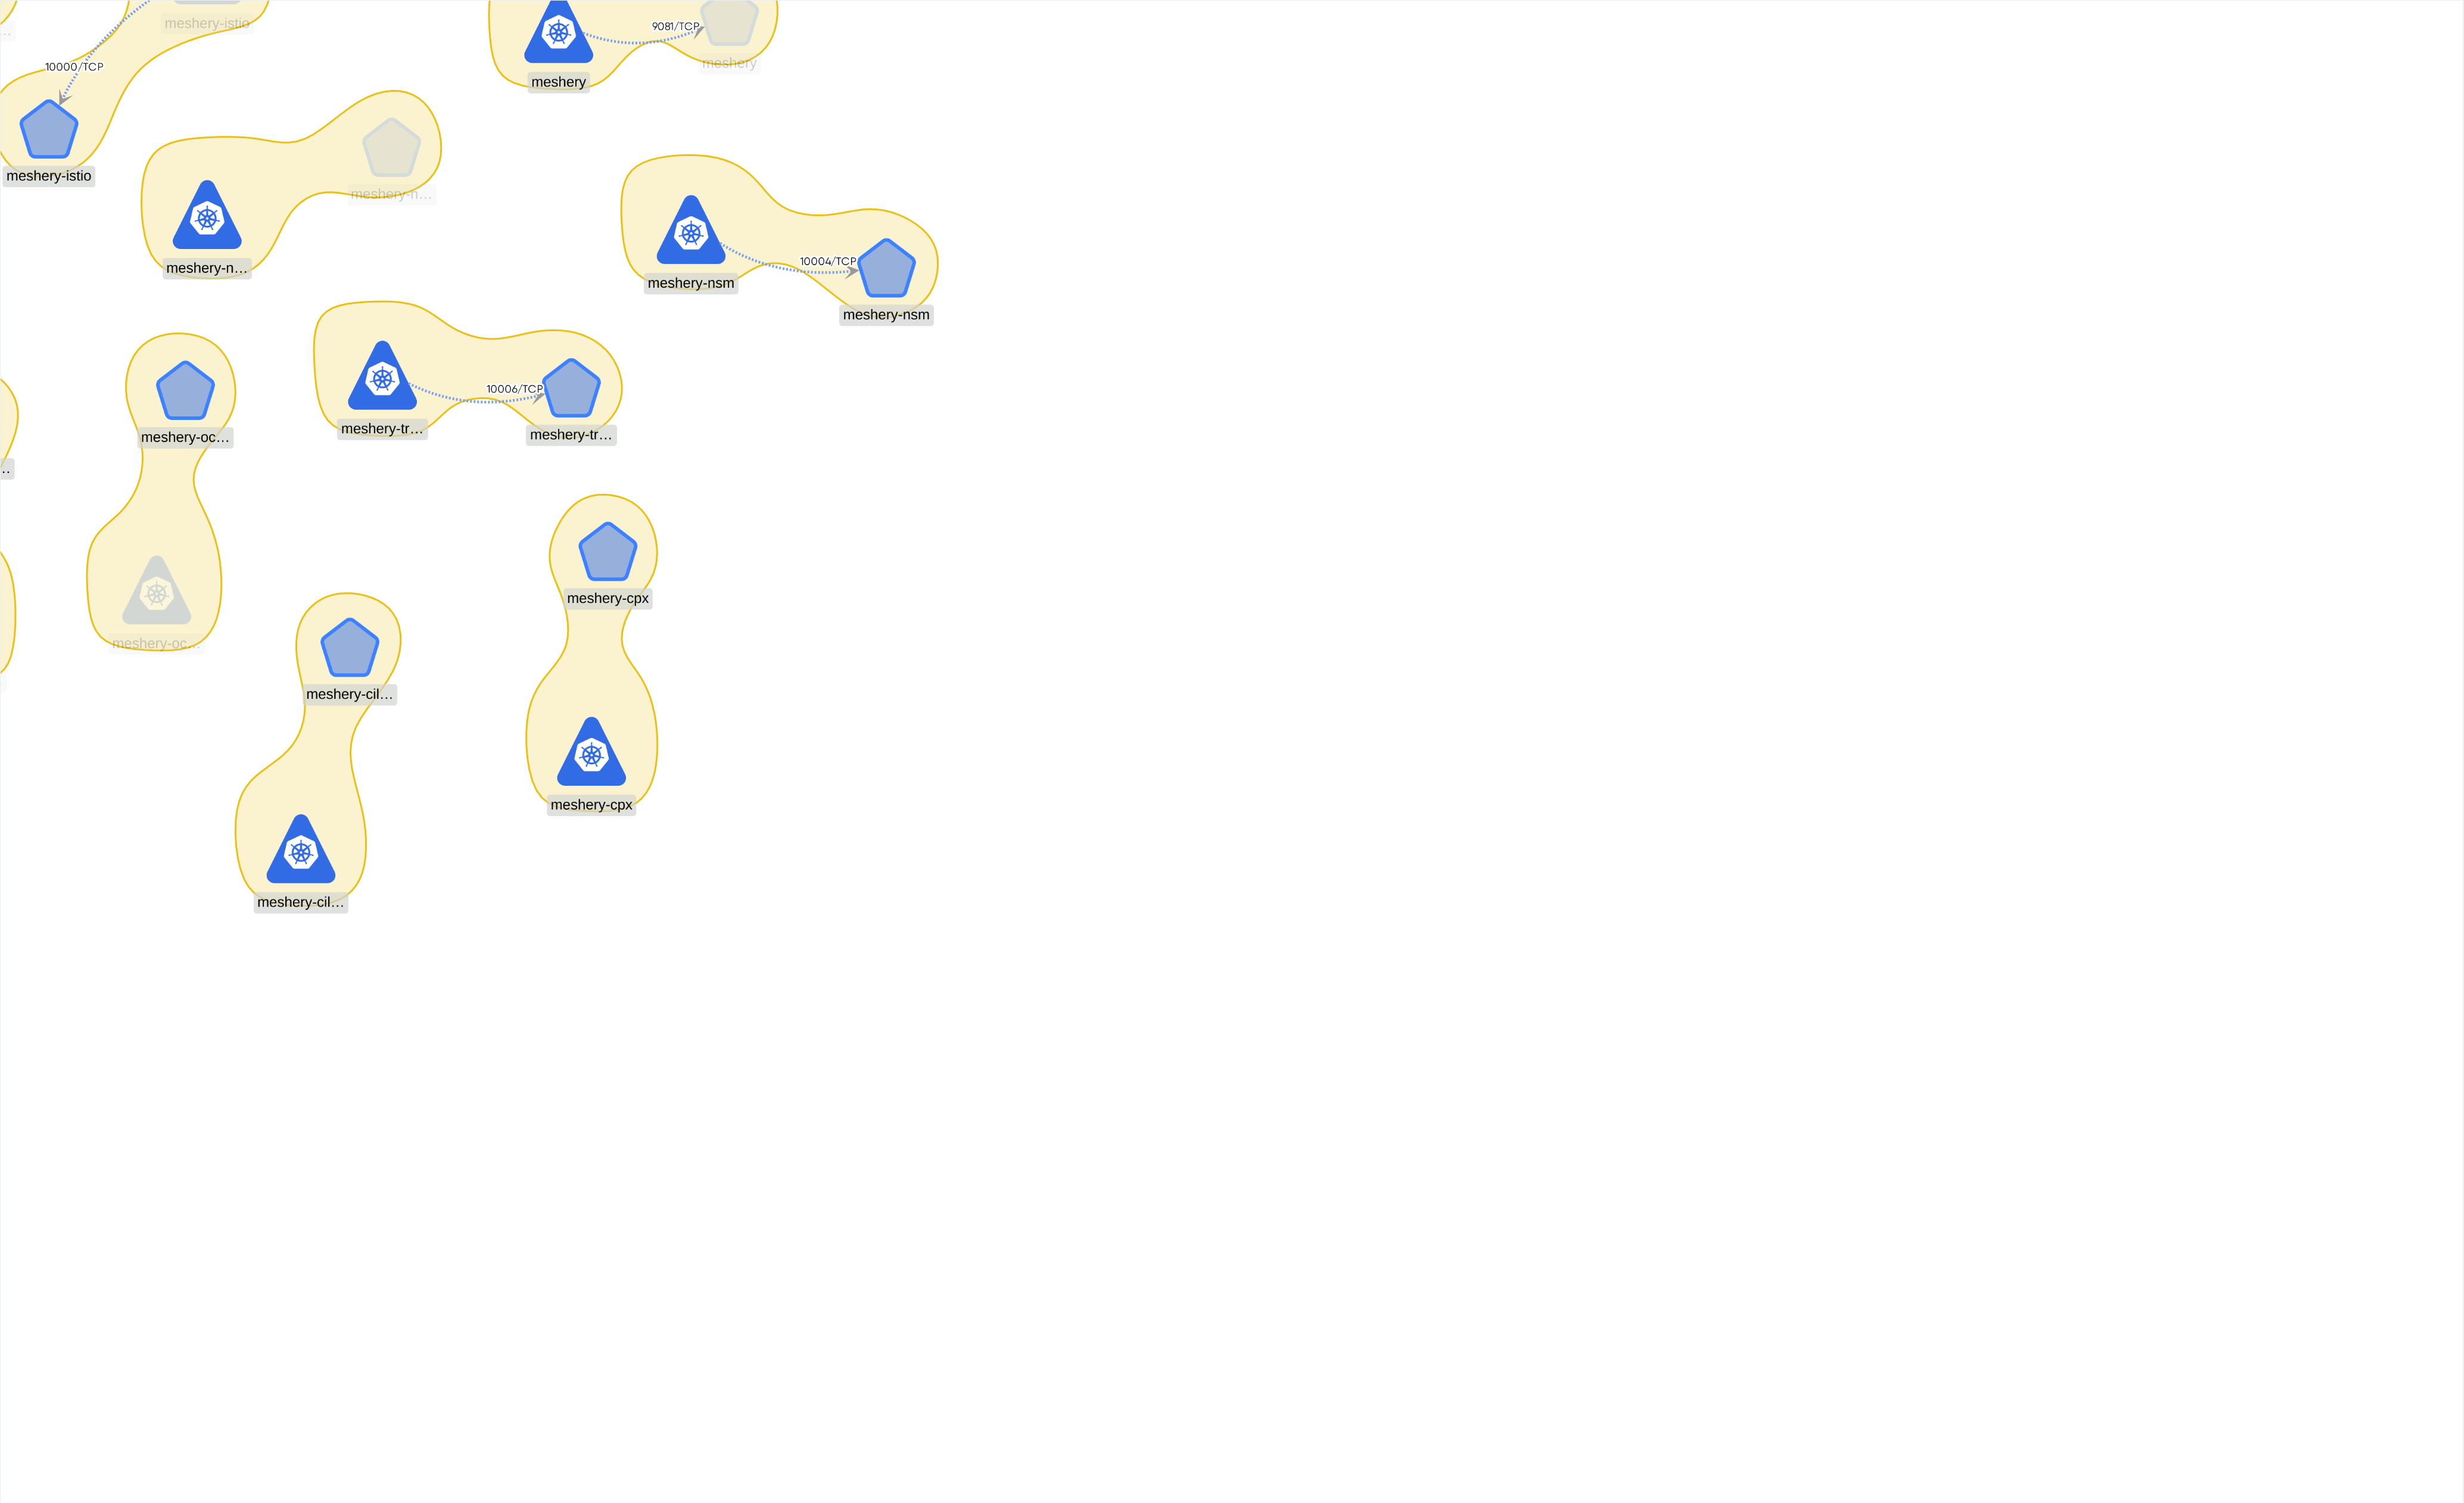 meshery-istio
9081/TCP
10000/TCP
meshery
meshery
meshery-istio
meshery-n…
meshery-n…
10004/TCP
meshery-nsm
meshery-nsm
10006/TCP
meshery-tr…
meshery-tr…
meshery-oc…
…
meshery-cpx
meshery-oc…
meshery-cil…
meshery-cpx
meshery-cil…